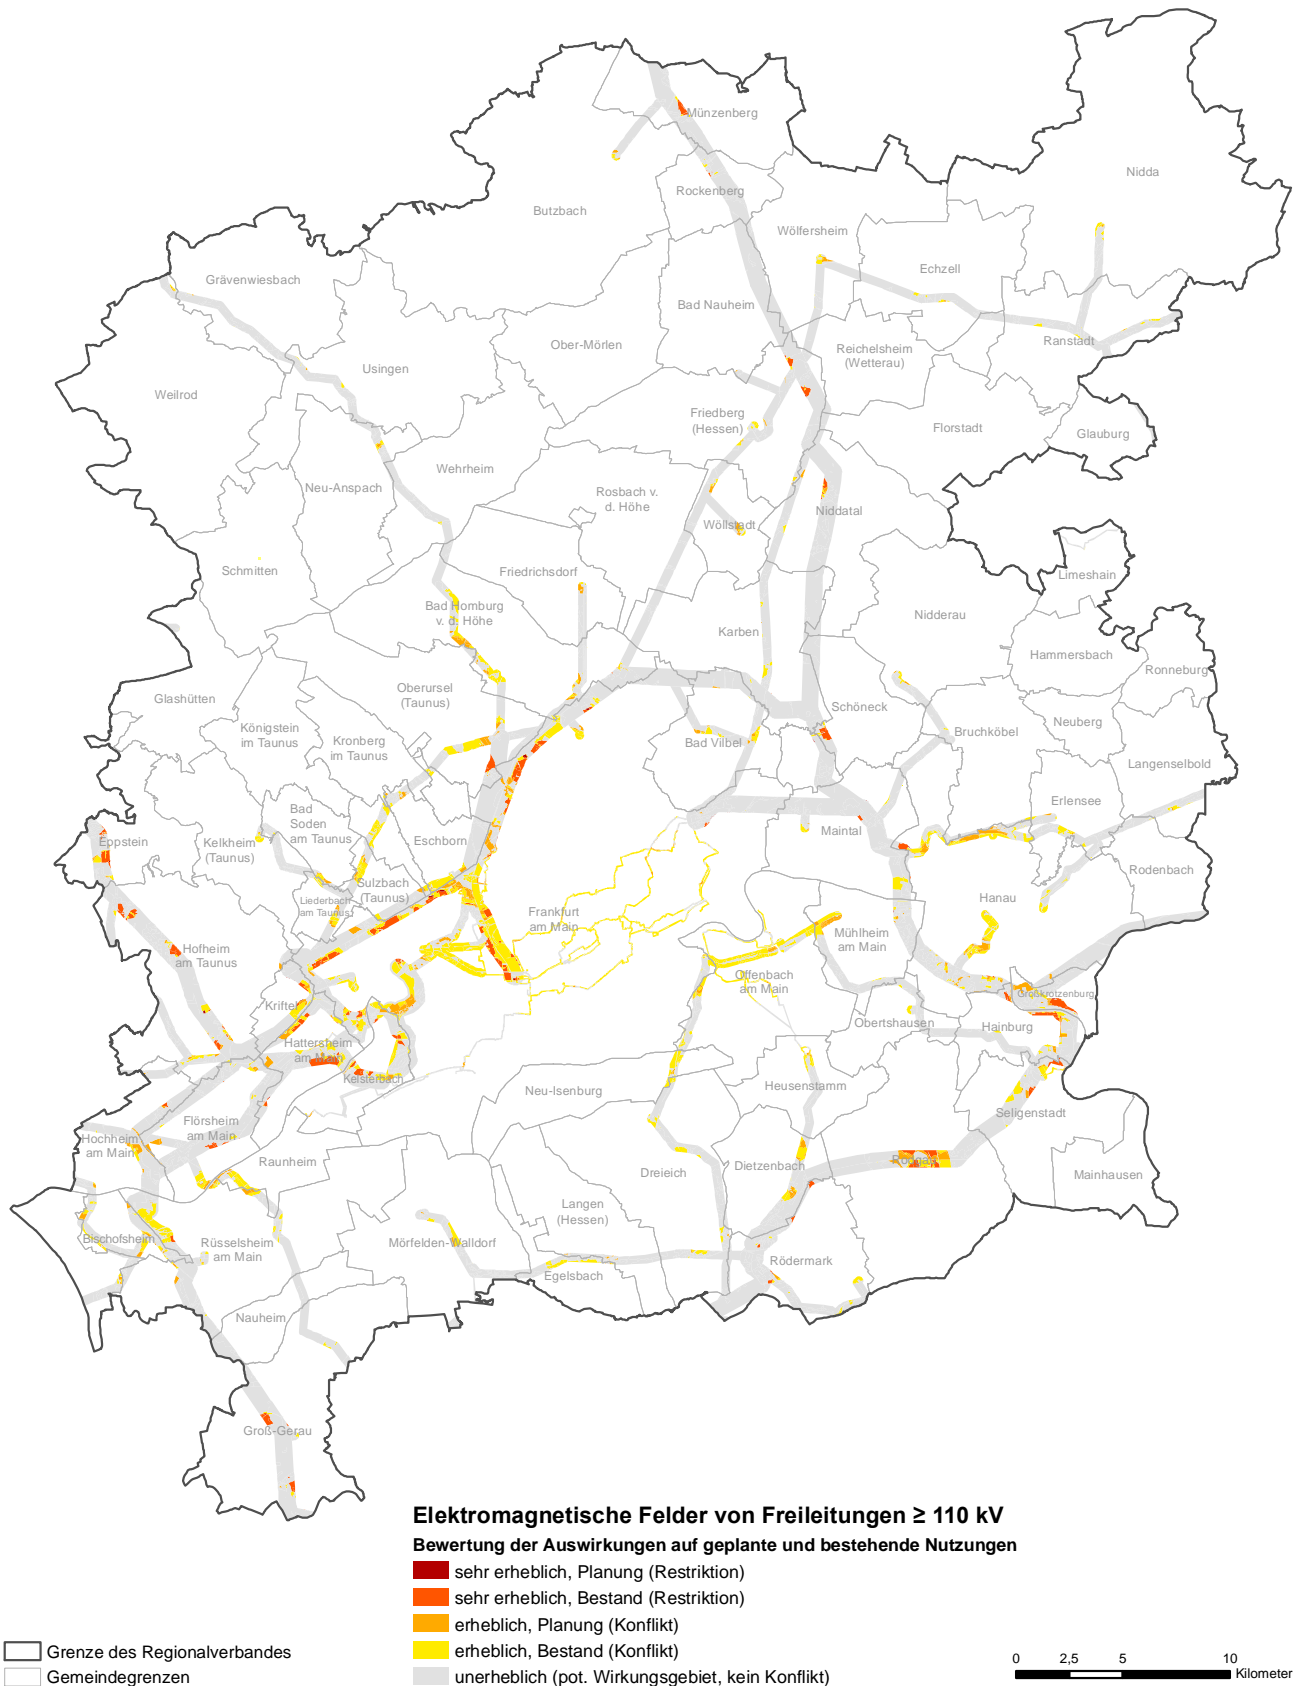 Münzenberg
Nidda
Rockenberg
Butzbach
Wölfersheim
Echzell
Grävenwiesbach
Bad Nauheim
Ober-Mörlen
Reichelsheim
(Wetterau)
Ranstadt
Usingen
Weilrod
Friedberg
(Hessen)
Florstadt
Glauburg
Wehrheim
Neu-Anspach
Rosbach v.
d. Höhe
Niddatal
Wöllstadt
Schmitten
Friedrichsdorf
Limeshain
Bad Homburg
v. d. Höhe
Nidderau
Karben
Hammersbach
Ronneburg
Glashütten
Oberursel
(Taunus)
Schöneck
Königstein
im Taunus
Kronberg
im Taunus
Bad Vilbel
Bruchköbel
Neuberg
Langenselbold
Bad
Soden
am Taunus
Erlensee
Eppstein
Kelkheim
(Taunus)
Eschborn
Maintal
Rodenbach
Sulzbach
(Taunus)
Liederbach
am Taunus
Hanau
Frankfurt
am Main
Mühlheim
am Main
Hofheim
am Taunus
Offenbach
am Main
Großkrotzenburg
Kriftel
Obertshausen
Hainburg
Hattersheim
am Main
Kelsterbach
Neu-Isenburg
Heusenstamm
Seligenstadt
Flörsheim
am Main
Hochheim
am Main
Raunheim
Dreieich
Dietzenbach
Rodgau
Mainhausen
Langen
(Hessen)
Bischofsheim
Rüsselsheim
am Main
Mörfelden-Walldorf
Rödermark
Egelsbach
Nauheim
Groß-Gerau
Elektromagnetische Felder von Freileitungen ≥ 110 kV
Bewertung der Auswirkungen auf geplante und bestehende Nutzungen
sehr erheblich, Planung (Restriktion)
sehr erheblich, Bestand (Restriktion)
erheblich, Planung (Konflikt)
erheblich, Bestand (Konflikt)
unerheblich (pot. Wirkungsgebiet, kein Konflikt)
Grenze des Regionalverbandes
Gemeindegrenzen
0 2,5 5 10
Kilometer